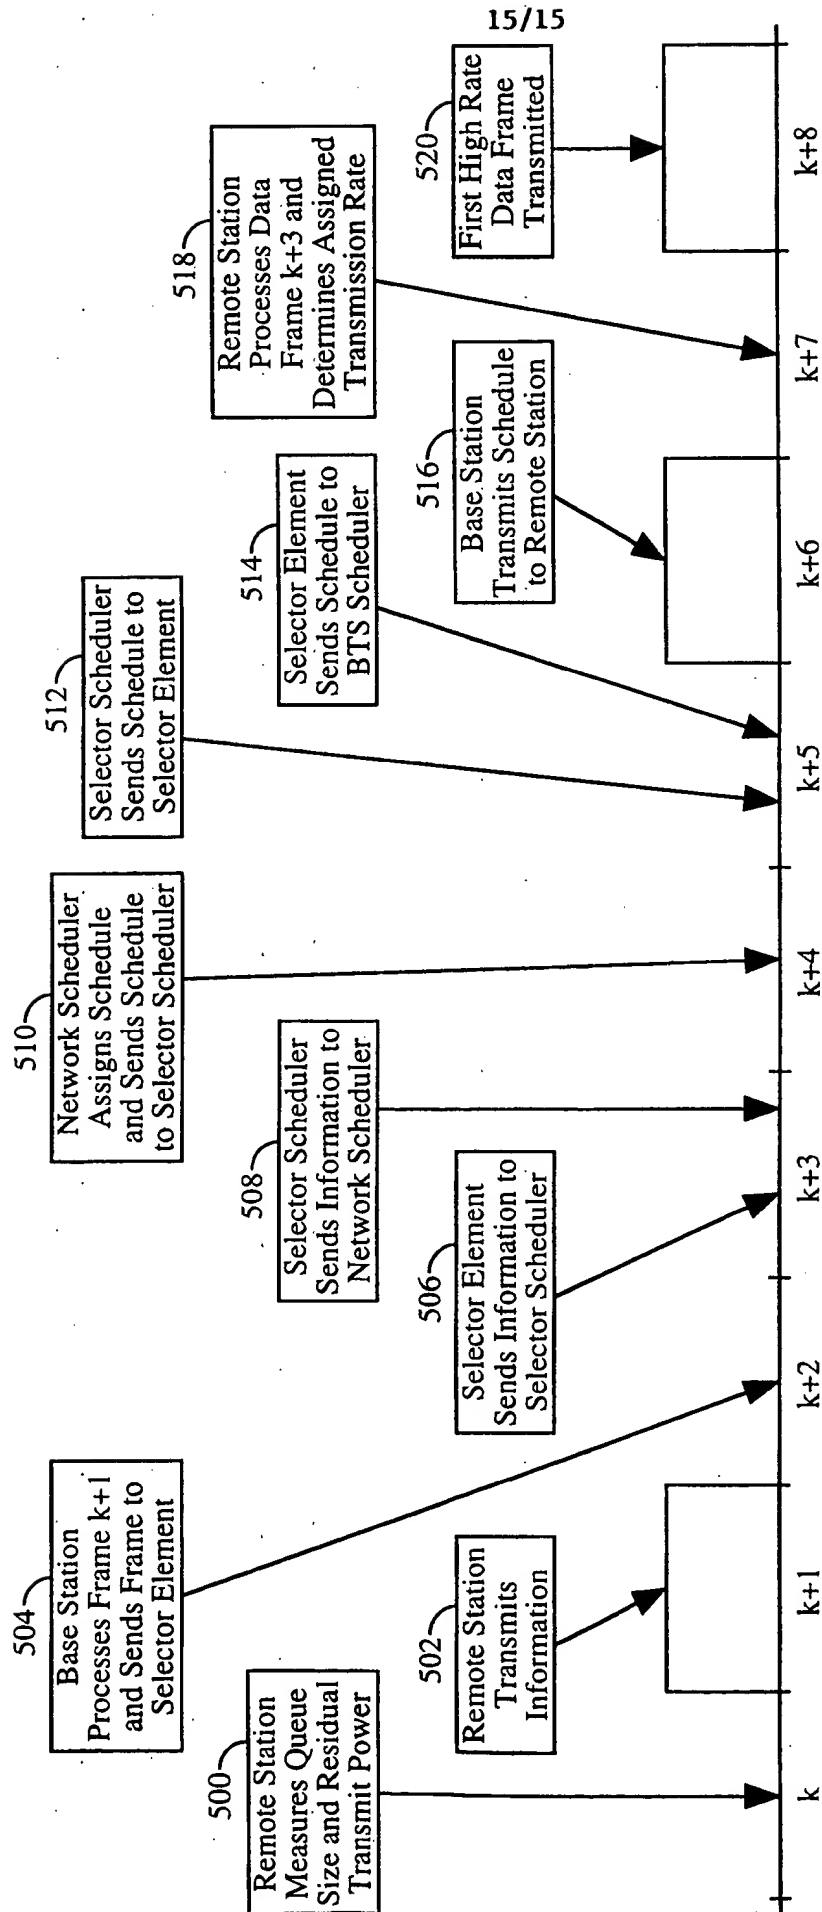 15/15
500
Remote Station
Measures Queue
Size and Residual
Transmit Power
502
Remote Station
Transmits
Information
504
Base Station
Processes Frame k+1
and Sends Frame to
Selector Element
506
Selector Element
Sends Information to
Selector Scheduler
508
Selector Scheduler
Sends Information to
Network Scheduler
510
Network Scheduler
Assigns Schedule
and Sends Schedule
to Selector Scheduler
512
Selector Scheduler
Sends Schedule to
Selector Element
514
Selector Element
Sends Schedule to
BTS Scheduler
516
Base Station
Transmits Schedule
to Remote Station
518
Remote Station
Processes Data
Frame k+3 and
Determines Assigned
Transmission Rate
520
First High Rate
Data Frame
Transmitted
k
k+1
k+2
k+3
k+4
k+5
k+6
k+7
k+8